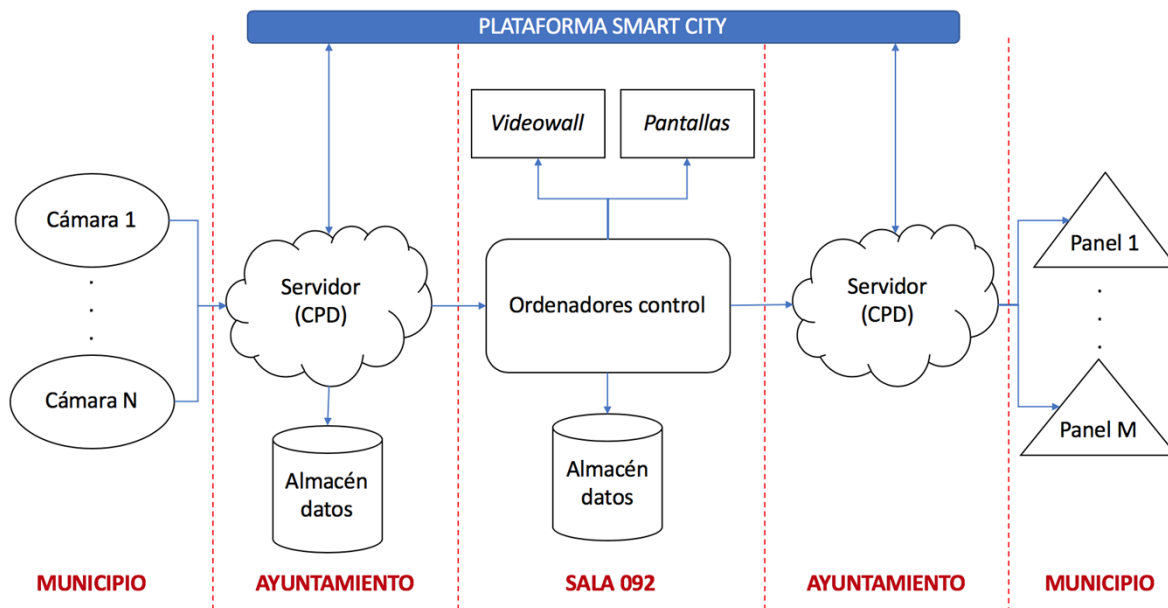 PLATAFORMA SMART CITY
Videowall
Pantallas
Cámara 1
Servidor
(CPD)
Ordenadores control
Servidor
(CPD)
Panel 1
Cámara N
Panel M
Almacén
datos
Almacén
datos
MUNICIPIO
AYUNTAMIENTO
SALA 092
AYUNTAMIENTO
MUNICIPIO